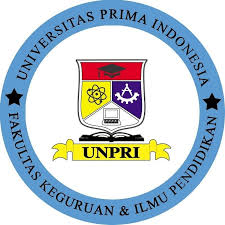 UNIVERSITAS PRIMA INDONESIA
UNPRI
FAKULTAS KEGURUAN & ILMU PENDIDIKAN